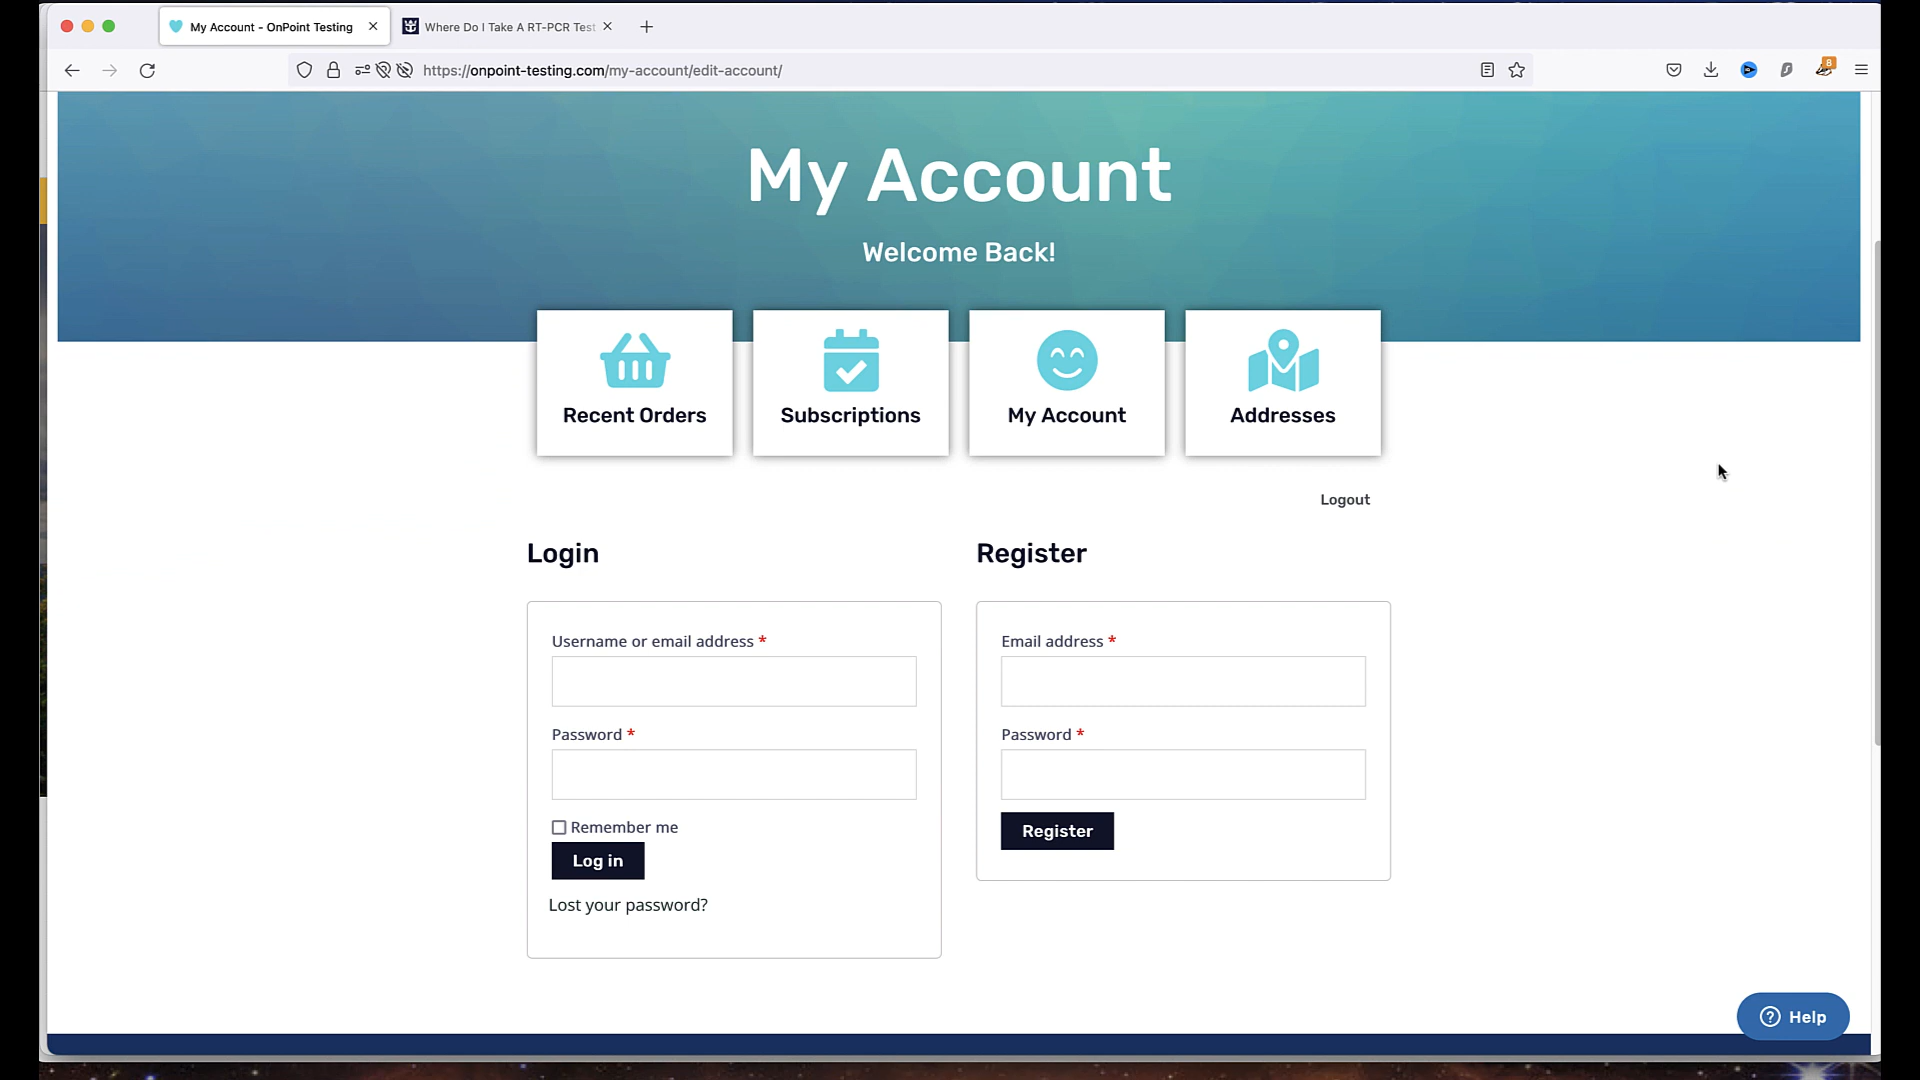 My Account - OnPoint Testing
Where Do I Take A RT-PCR Test
https://onpoint-testing.com/my-account/edit-account/
8
My Account
Welcome Back!
Recent Orders
Subscriptions
My Account
Addresses
Logout
Login
Register
Username or email address *
Email address *
Password *
Password *
Remember me
Register
Log in
Lost your password?
? Help